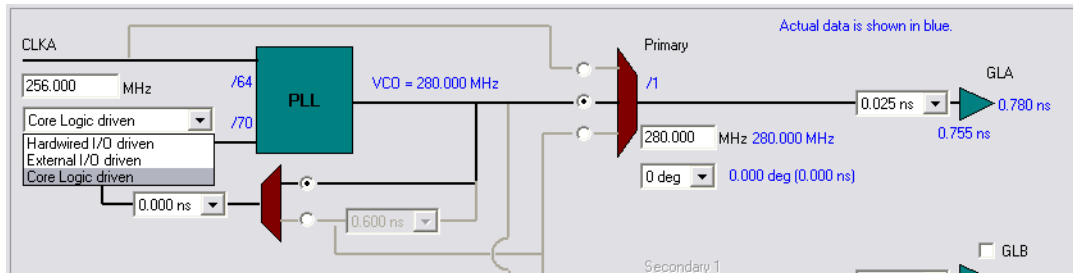 Actual data is shown in blue.
CLKA
Primary
GLA
256.000 MHz
/64
PLL
VCO = 280.000 MHz
/1
0.025 ns
0.780 ns
Core Logic driven
/70
0.755 ns
Hardwired I/O driven
External I/O driven
Core Logic driven
280.000 MHz 280.000 MHz
0 deg
0.000 deg (0.000 ns)
0.000 ns
0.600 ns
GLB
Secondary 1